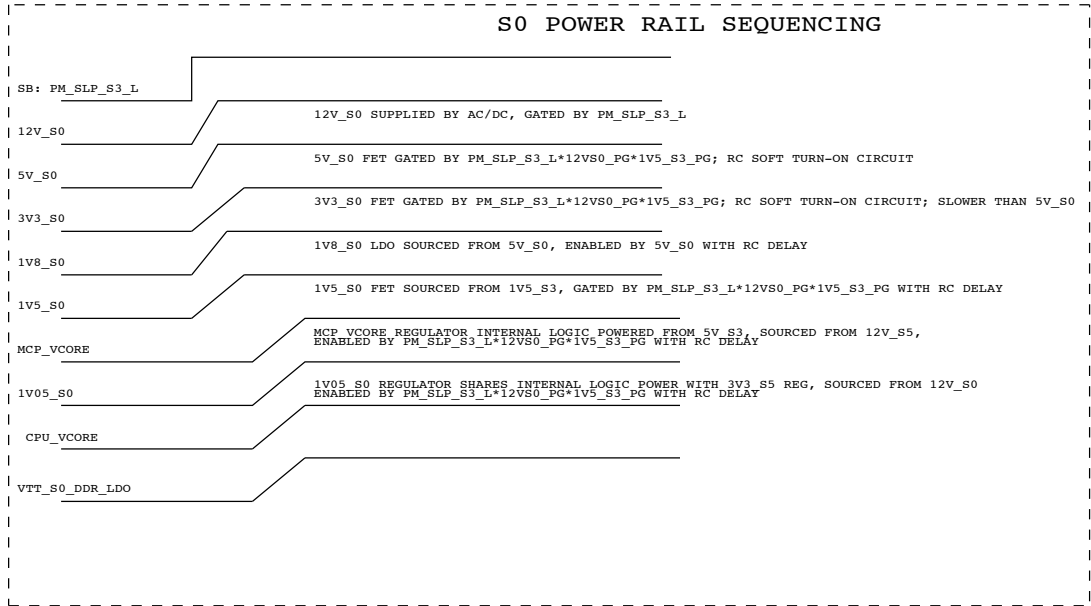 S0 POWER RAIL SEQUENCING
SB: PM_SLP_S3_L
12V_S0 SUPPLIED BY AC/DC, GATED BY PM_SLP_S3_L
12V_S0
5V_S0 FET GATED BY PM_SLP_S3_L*12VS0_PG*1V5_S3_PG; RC SOFT TURN-ON CIRCUIT
5V_S0
3V3_S0 FET GATED BY PM_SLP_S3_L*12VS0_PG*1V5_S3_PG; RC SOFT TURN-ON CIRCUIT; SLOWER THAN 5V_S0
3V3_S0
1V8_S0 LDO SOURCED FROM 5V_S0, ENABLED BY 5V_S0 WITH RC DELAY
1V8_S0
1V5_S0 FET SOURCED FROM 1V5_S3, GATED BY PM_SLP_S3_L*12VS0_PG*1V5_S3_PG WITH RC DELAY
1V5_S0
MCP VCORE REGULATOR INTERNAL LOGIC POWERED FROM 5V_S3, SOURCED FROM 12V_S5,
ENABLED BY PM_SLP_S3_L*12VS0_PG*1V5_S3_PG WITH RC DELAY
MCP_VCORE
1V05_S0 REGULATOR SHARES INTERNAL LOGIC POWER WITH 3V3_S5 REG, SOURCED FROM 12V_S0
ENABLED BY PM_SLP_S3_L*12VS0_PG*1V5_S3_PG WITH RC DELAY
1V05_S0
CPU_VCORE
VTT_S0_DDR_LDO